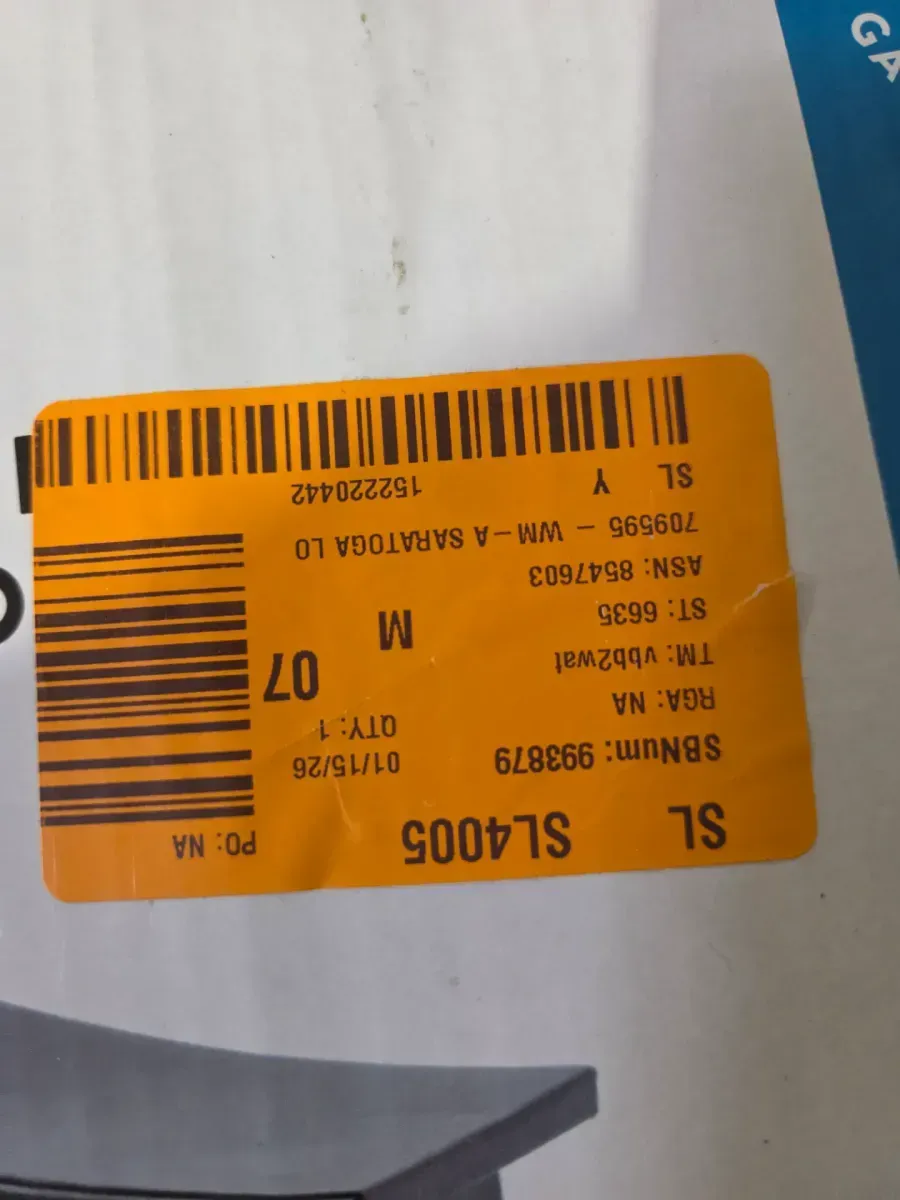 SL SL4005 PO: NA
SBNum: 993879 01/15/26
RGA: NA QTY: 1
TM: vbb2wat 07
ST: 6635 M
ASN: 8547603
709595 - WM-A SARATOGA LO
SL Y
152220442
GA